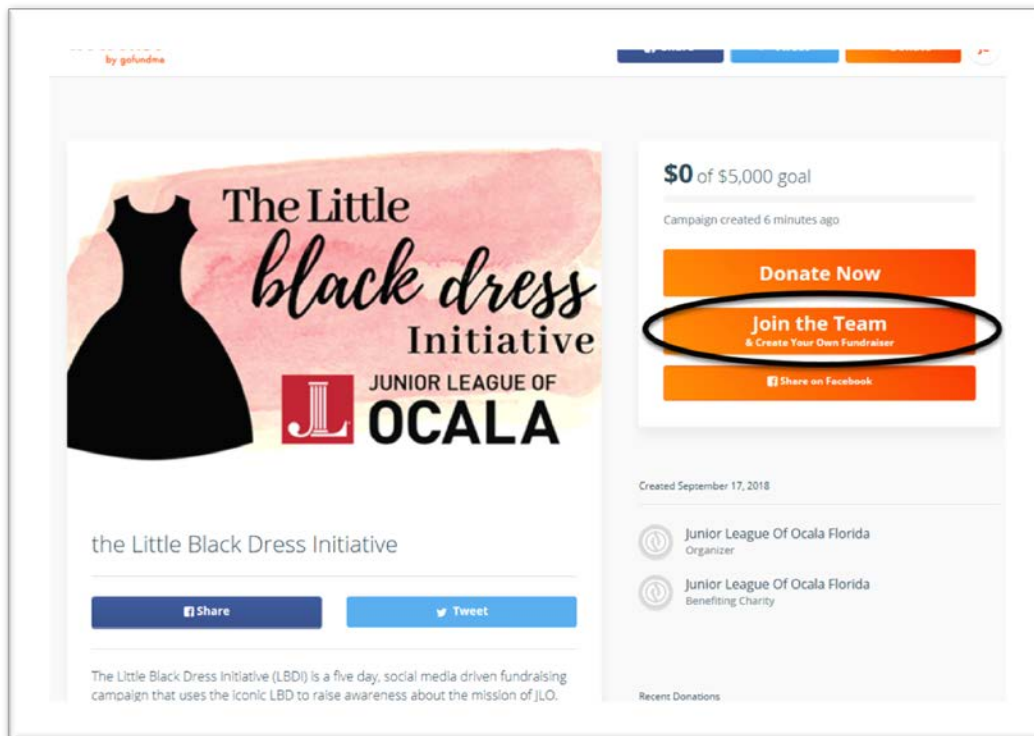 by gofundme
The Little
black dress
Initiative
JL
JUNIOR LEAGUE OF
OCALA
the Little Black Dress Initiative
Share
Tweet
The Little Black Dress Initiative (LBDI) is a five day, social media driven fundraising
campaign that uses the iconic LBD to raise awareness about the mission of JLO.
$0 of $5,000 goal
Campaign created 6 minutes ago
Donate Now
Join the Team
& Create Your Own Fundraiser
Share on Facebook
Created September 17, 2018
Junior League Of Ocala Florida
Organizer
Junior League Of Ocala Florida
Benefiting Charity
Recent Donations